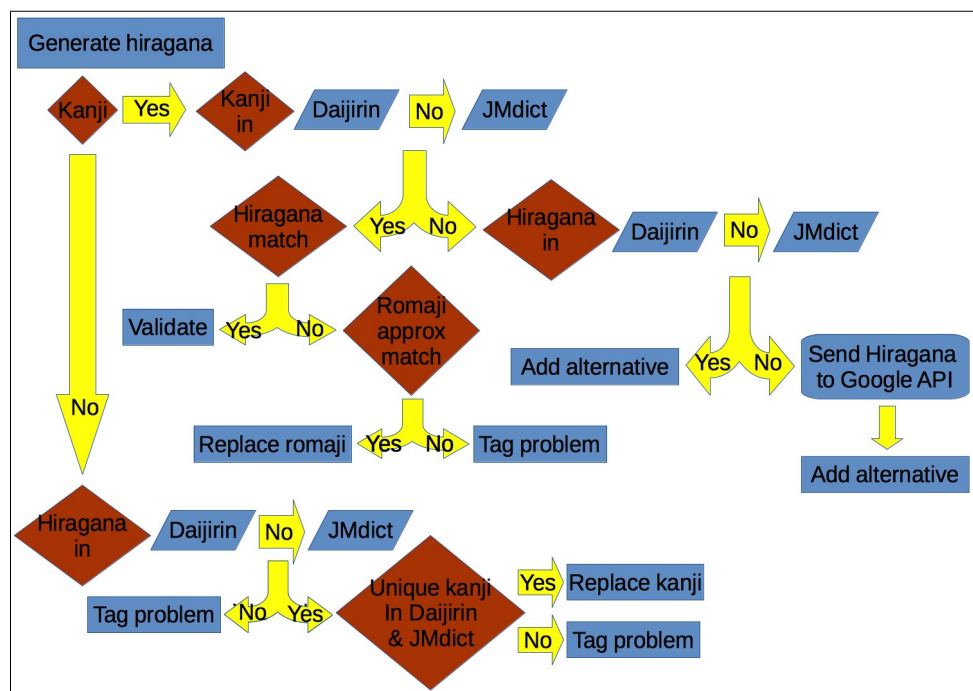 Generate hiragana
Kanji
Yes
Kanji
in
Daijirin
No
JMdict
Hiragana
match
Yes
No
Hiragana
in
Daijirin
No
JMdict
Validate
Yes
No
Romaji
approx
match
Add alternative
Yes
No
Send Hiragana
to Google API
No
Replace romaji
Yes
No
Tag problem
Add alternative
Hiragana
in
Daijirin
No
JMdict
Tag problem
No
Yes
Unique kanji
In Daijirin
& JMdict
Yes
Replace kanji
No
Tag problem